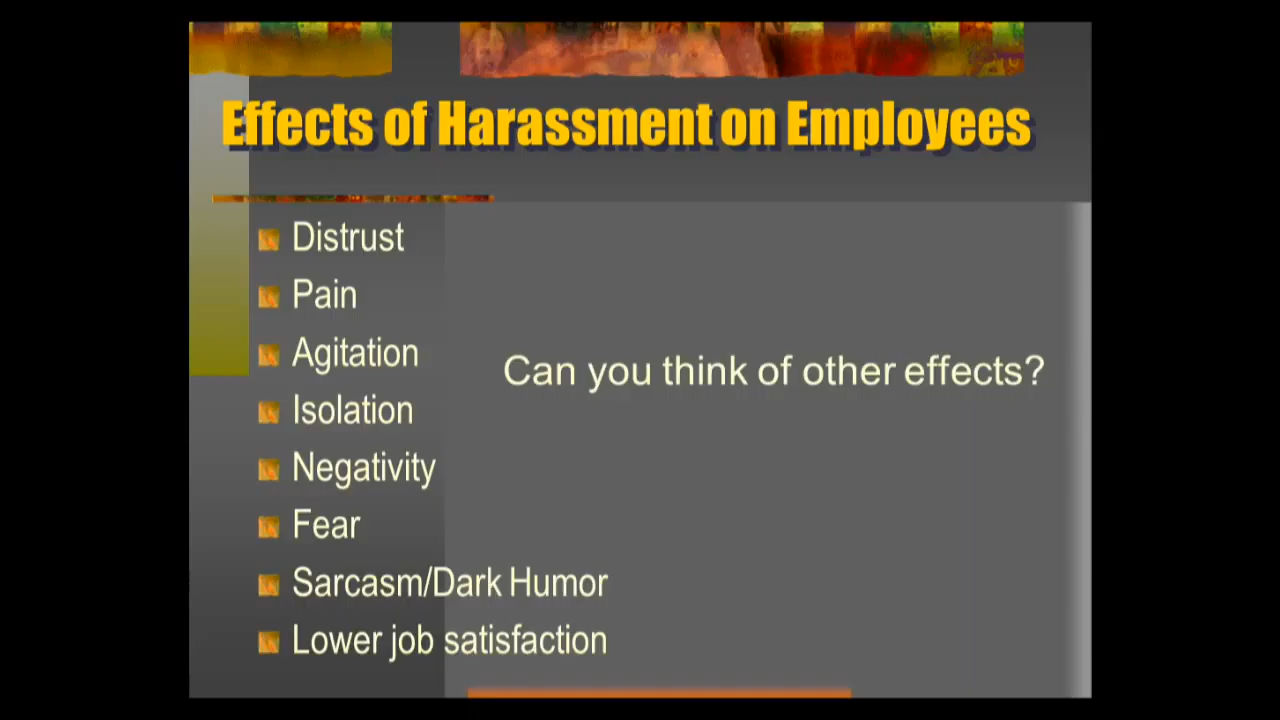 Effects of Harassment on Employees
Distrust
Pain
Agitation
Isolation
Negativity
Fear
Sarcasm/Dark Humor
Lower job satisfaction
Can you think of other effects?